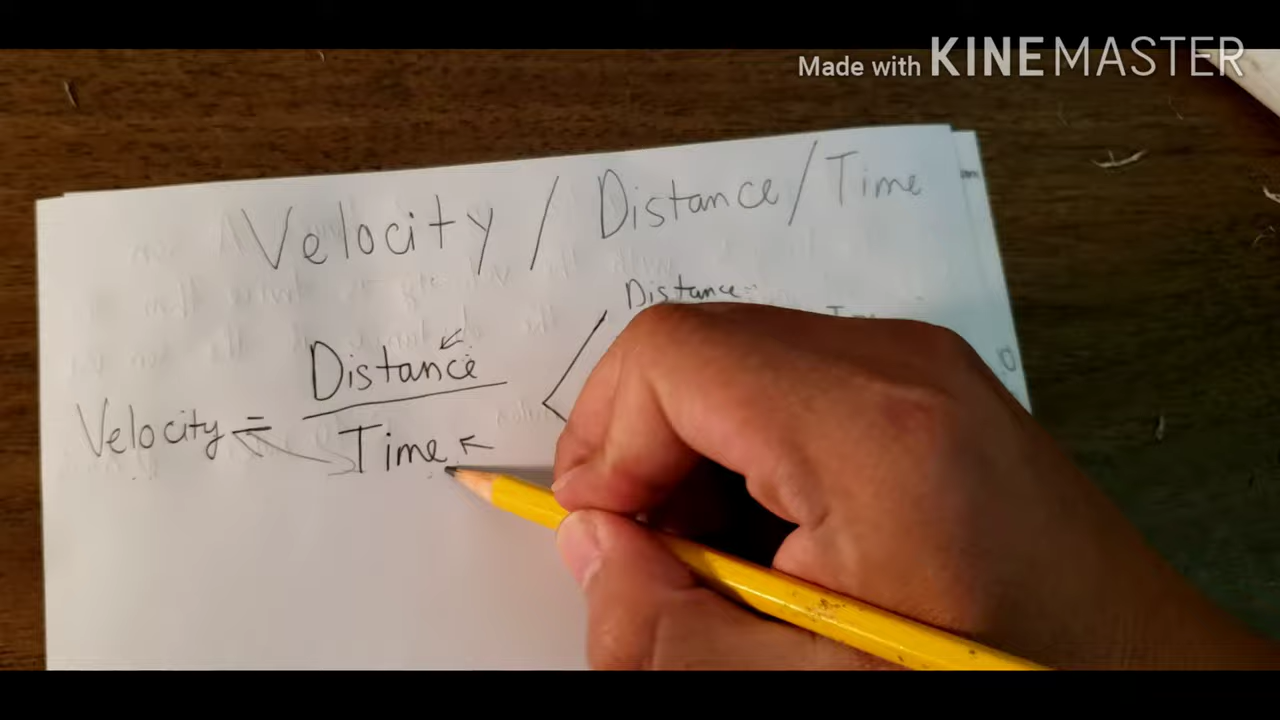 Made with KINEMASTER
Velocity / Distance / Time
Distance =
Distance
Velocity =
Time